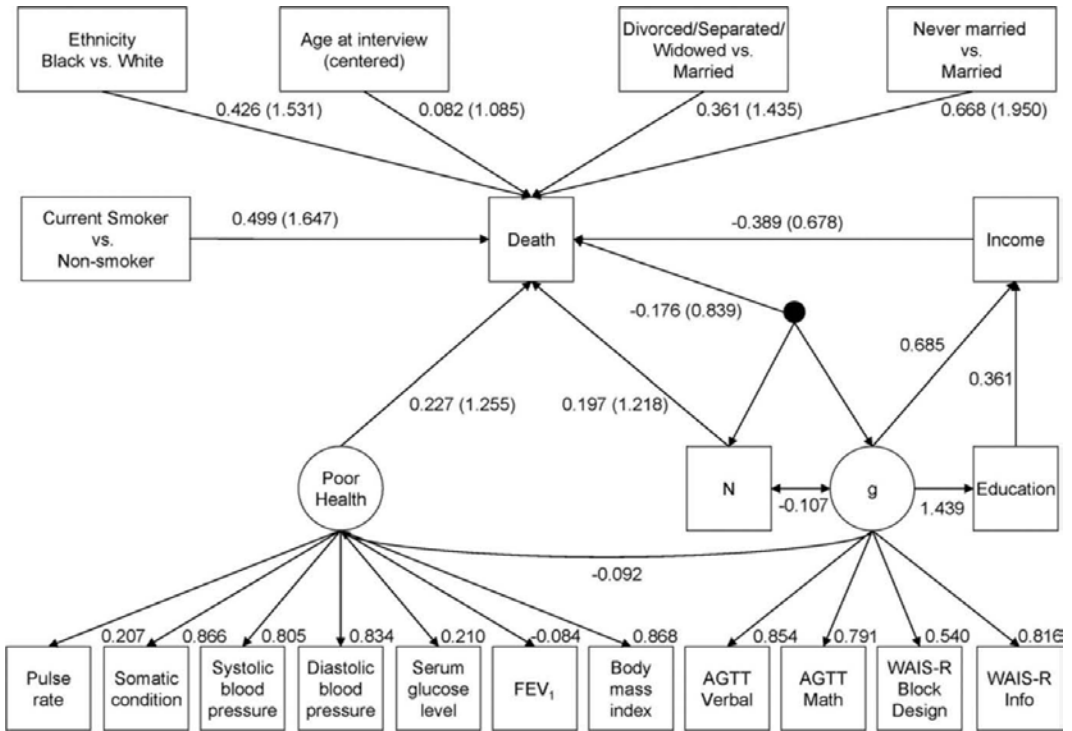 Ethnicity
Black vs. White
Age at interview
(centered)
Divorced/Separated/
Widowed vs.
Married
Never married
vs.
Married
0.426 (1.531)
0.082 (1.085)
0.361 (1.435)
0.668 (1.950)
Current Smoker
vs.
Non-smoker
0.499 (1.647)
Death
-0.389 (0.678)
Income
-0.176 (0.839)
0.685
0.361
0.227 (1.255)
0.197 (1.218)
Poor
Health
N
-0.107
g
1.439
Education
-0.092
0.207
0.866
0.805
0.834
0.210
-0.084
0.868
0.854
0.791
0.540
0.816
Pulse
rate
Somatic
condition
Systolic
blood
pressure
Diastolic
blood
pressure
Serum
glucose
level
FEV₁
Body
mass
index
AGTT
Verbal
AGTT
Math
WAIS-R
Block
Design
WAIS-R
Info